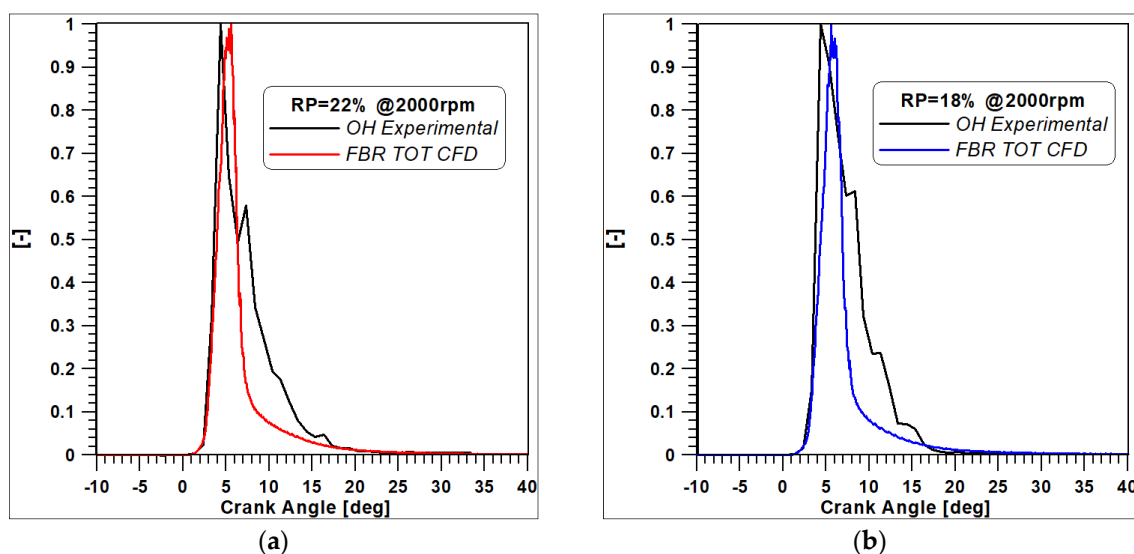 1
0.9
0.8
0.7
0.6
0.5
0.4
0.3
0.2
0.1
0
[-]
RP=22% @2000rpm
OH Experimental
FBR TOT CFD
-10 -5 0 5 10 15 20 25 30 35 40
Crank Angle [deg]
(a)
1
0.9
0.8
0.7
0.6
0.5
0.4
0.3
0.2
0.1
0
[-]
RP=18% @2000rpm
OH Experimental
FBR TOT CFD
-10 -5 0 5 10 15 20 25 30 35 40
Crank Angle [deg]
(b)